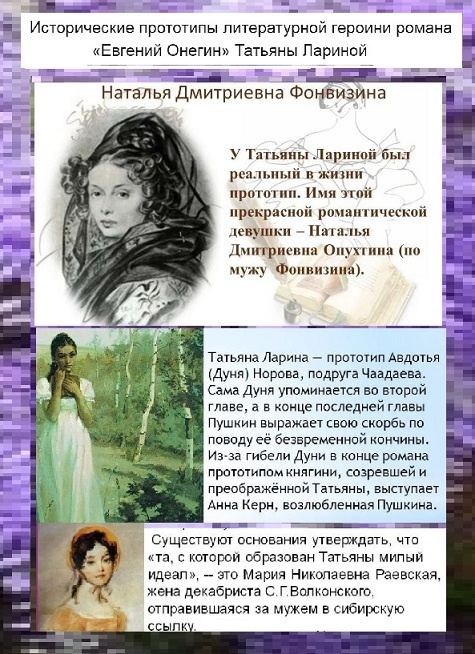 Исторические прототипы литературной героини романа
«Евгений Онегин» Татьяны Лариной
Наталья Дмитриевна Фонвизина
У Татьяны Лариной был
реальный в жизни
прототип. Имя этой
прекрасной романтической
девушки – Наталья
Дмитриевна Опухтина (по
мужу Фонвизина).
Татьяна Ларина — прототип Авдотья
(Дуня) Норова, подруга Чаадаева.
Сама Дуня упоминается во второй
главе, а в конце последней главы
Пушкин выражает свою скорбь по
поводу её безвременной кончины.
Из-за гибели Дуни в конце романа
прототипом княгини, созревшей и
преображённой Татьяны, выступает
Анна Керн, возлюбленная Пушкина.
Существуют основания утверждать, что
«та, с которой образован Татьяны милый
идеал», -- это Мария Николаевна Раевская,
жена декабриста С.Г.Волконского,
отправившаяся за мужем в сибирскую
ссылку.